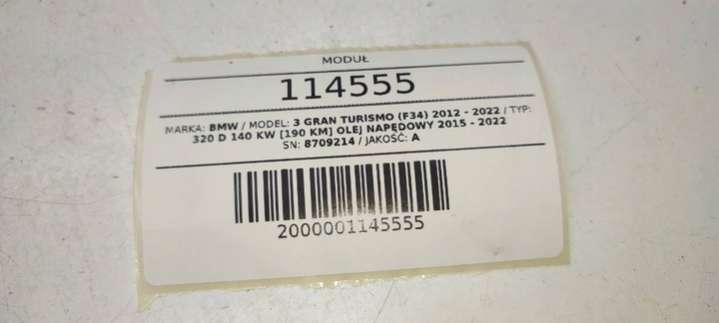 MODUŁ
114555
MARKA: BMW / MODEL: 3 GRAN TURISMO (F34) 2012 - 2022 / TYP:
320 D 140 KW [190 KM] OLEJ NAPĘDOWY 2015 - 2022
SN: 8709214 / JAKOŚĆ: A
2000001145555